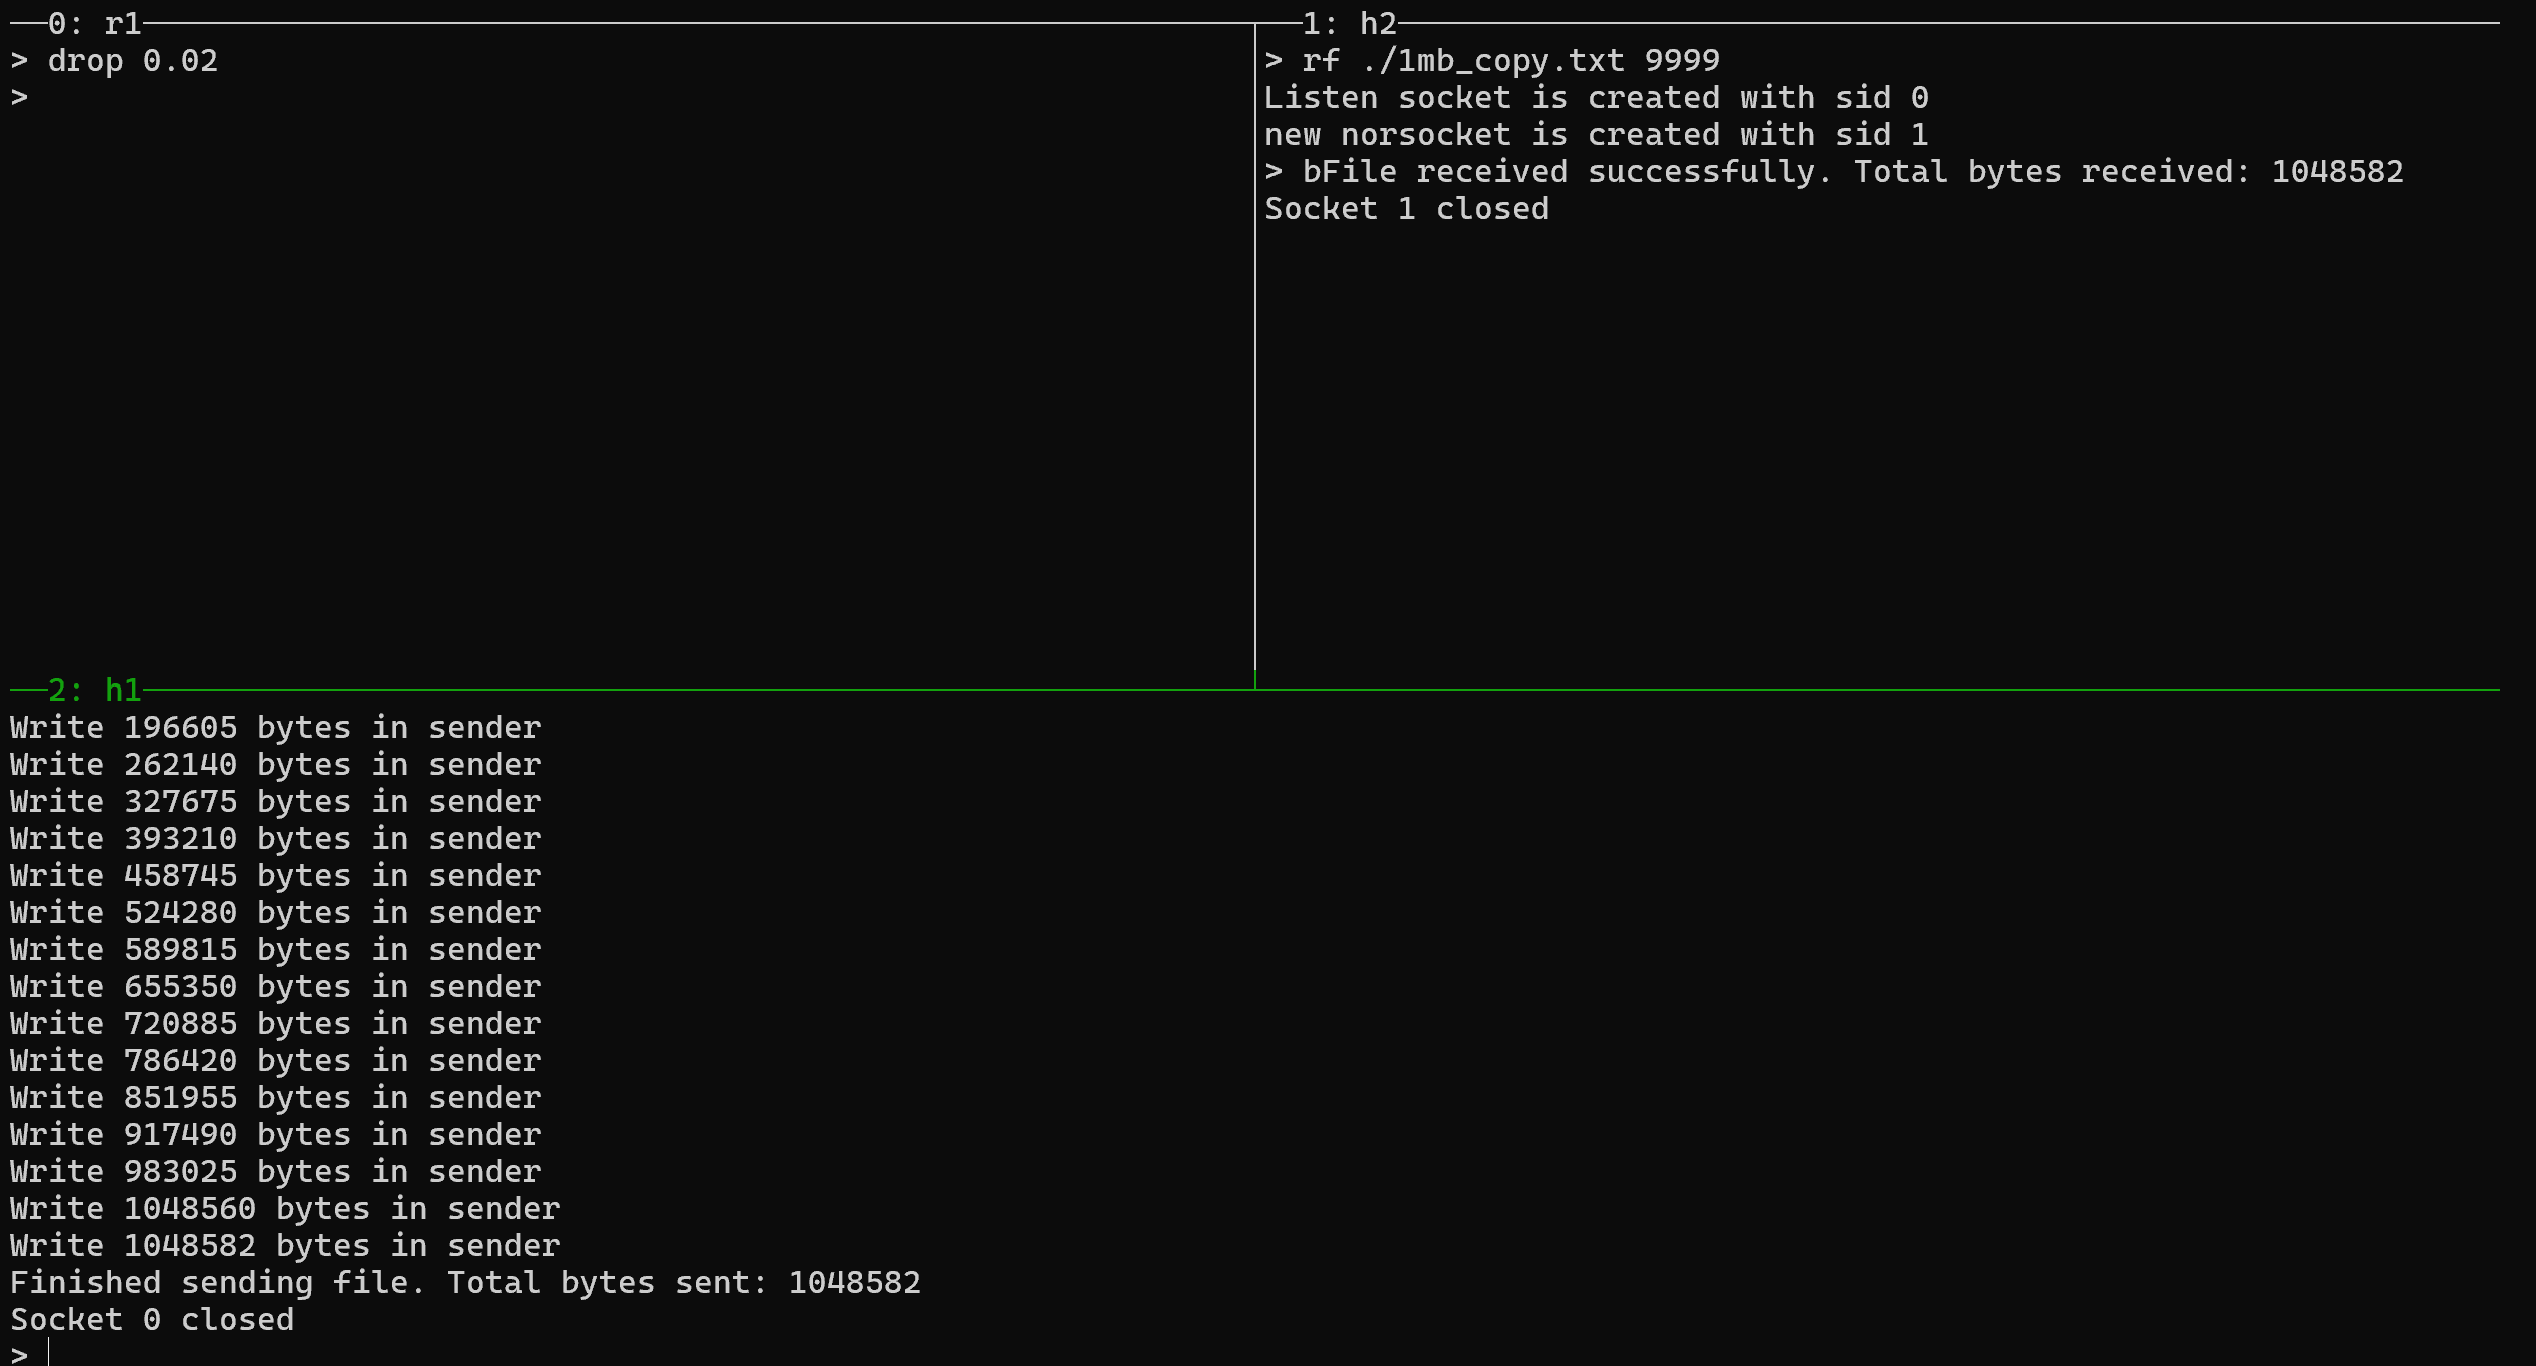 0: r1
> drop 0.02
>
1: h2
> rf ./1mb_copy.txt 9999
Listen socket is created with sid 0
new norsocket is created with sid 1
> bFile received successfully. Total bytes received: 1048582
Socket 1 closed
2: h1
Write 196605 bytes in sender
Write 262140 bytes in sender
Write 327675 bytes in sender
Write 393210 bytes in sender
Write 458745 bytes in sender
Write 524280 bytes in sender
Write 589815 bytes in sender
Write 655350 bytes in sender
Write 720885 bytes in sender
Write 786420 bytes in sender
Write 851955 bytes in sender
Write 917490 bytes in sender
Write 983025 bytes in sender
Write 1048560 bytes in sender
Write 1048582 bytes in sender
Finished sending file. Total bytes sent: 1048582
Socket 0 closed
>